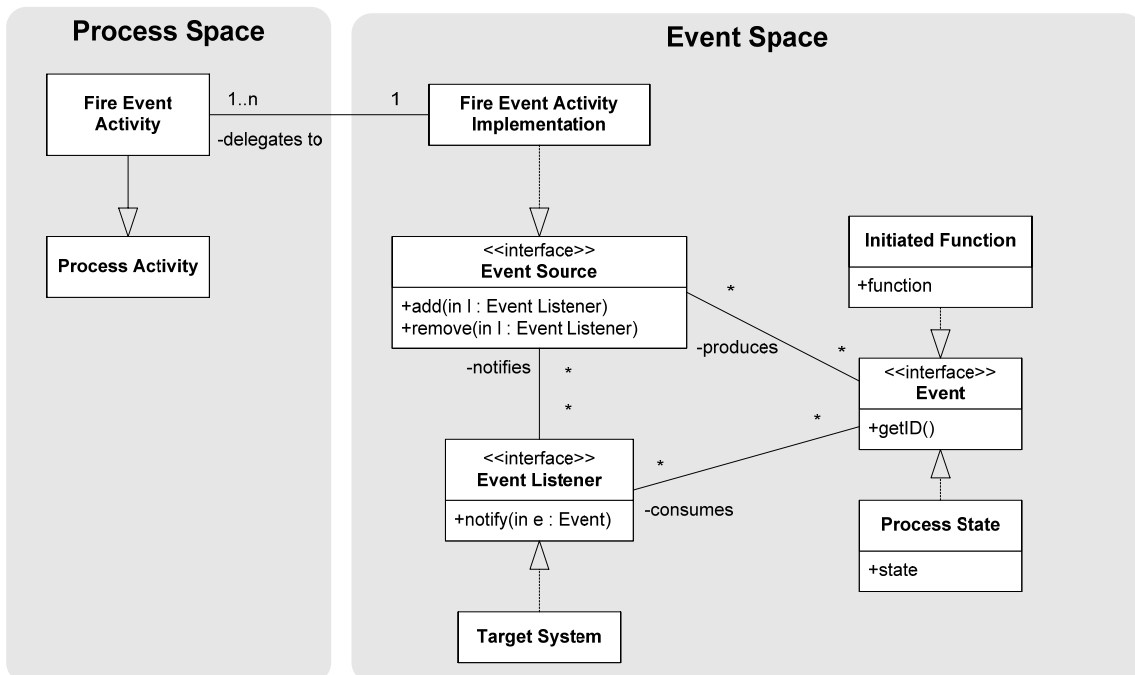 Process Space
Fire Event
Activity
1..n
-delegates to
Process Activity
Event Space
1
Fire Event Activity
Implementation
<<interface>>
Event Source
+add(in l : Event Listener)
+remove(in l : Event Listener)
-notifies
*
*
*
-produces
*
Initiated Function
+function
<<interface>>
Event
+getID()
<<interface>>
Event Listener
+notify(in e : Event)
*
*
-consumes
Process State
+state
Target System